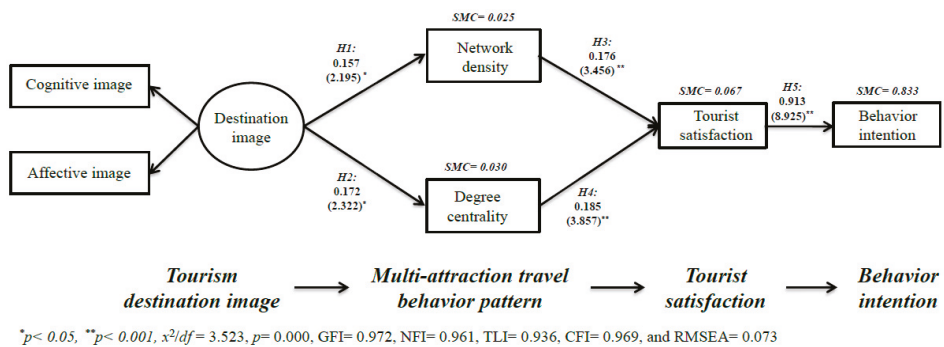 SMC= 0.025
H1:
0.157
(2.195) *
Network
density
H3:
0.176
(3.456) **
Cognitive image
Destination
image
SMC= 0.067
Tourist
satisfaction
H5:
0.913
(8.925)**
SMC= 0.833
Behavior
intention
Affective image
H2:
0.172
(2.322)*
SMC= 0.030
Degree
centrality
H4:
0.185
(3.857)**
Tourism
destination image
Multi-attraction travel
behavior pattern
Tourist
satisfaction
Behavior
intention
*p< 0.05, **p< 0.001, x²/df = 3.523, p= 0.000, GFI= 0.972, NFI= 0.961, TLI= 0.936, CFI= 0.969, and RMSEA= 0.073